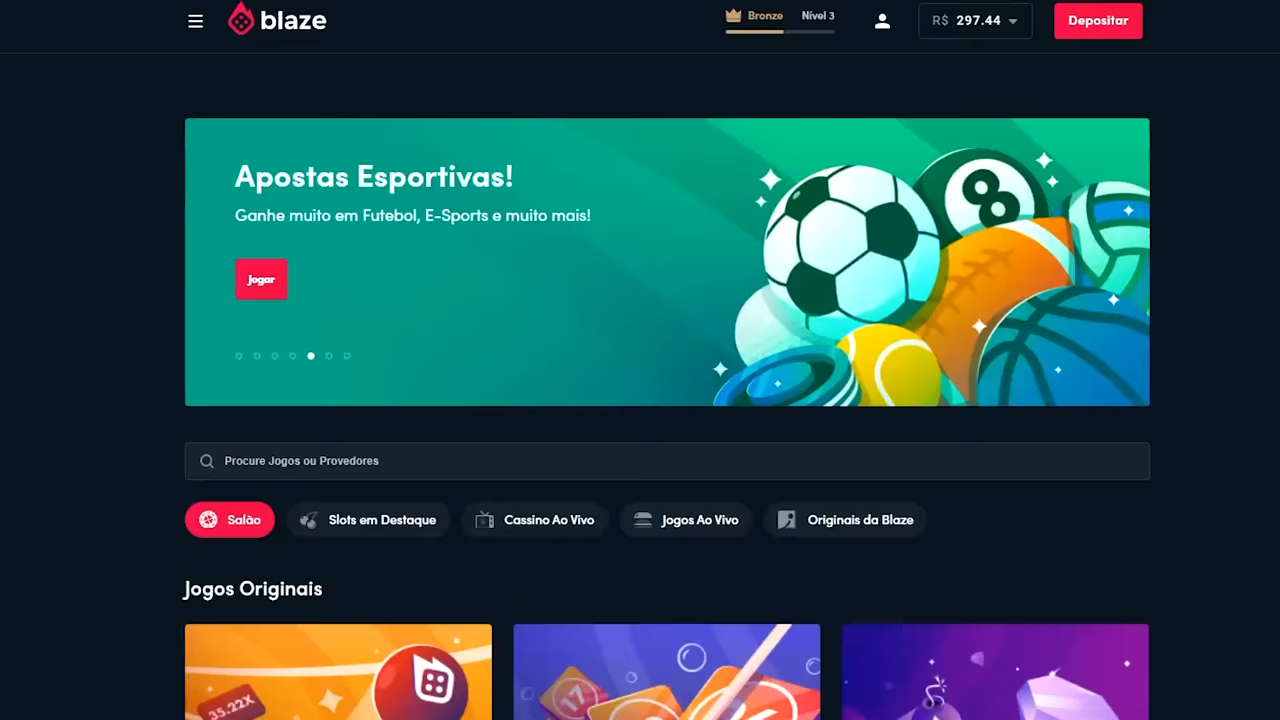 blaze
Bronze
Nível 3
R$ 297.44
Depositar
Apostas Esportivas!
Ganhe muito em Futebol, E-Sports e muito mais!
Jogar
8
Procure Jogos ou Provedores
Salão
Slots em Destaque
Cassino Ao Vivo
Jogos Ao Vivo
Originais da Blaze
Jogos Originais
35.22X
17